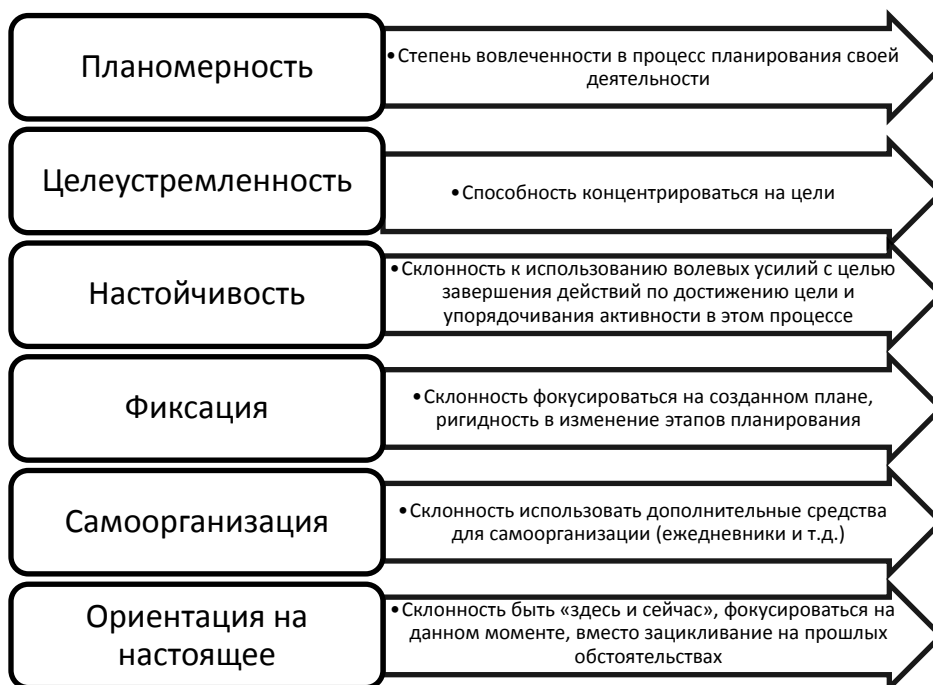 Планомерность
•Степень вовлеченности в процесс планирования своей
деятельности
Целеустремленность
•Способность концентрироваться на цели
Настойчивость
•Склонность к использованию волевых усилий с целью
завершения действий по достижению цели и
упорядочивания активности в этом процессе
Фиксация
•Склонность фокусироваться на созданном плане,
ригидность в изменение этапов планирования
Самоорганизация
•Склонность использовать дополнительные средства
для самоорганизации (ежедневники и т.д.)
Ориентация на
настоящее
•Склонность быть «здесь и сейчас», фокусироваться на
данном моменте, вместо зацикливание на прошлых
обстоятельствах